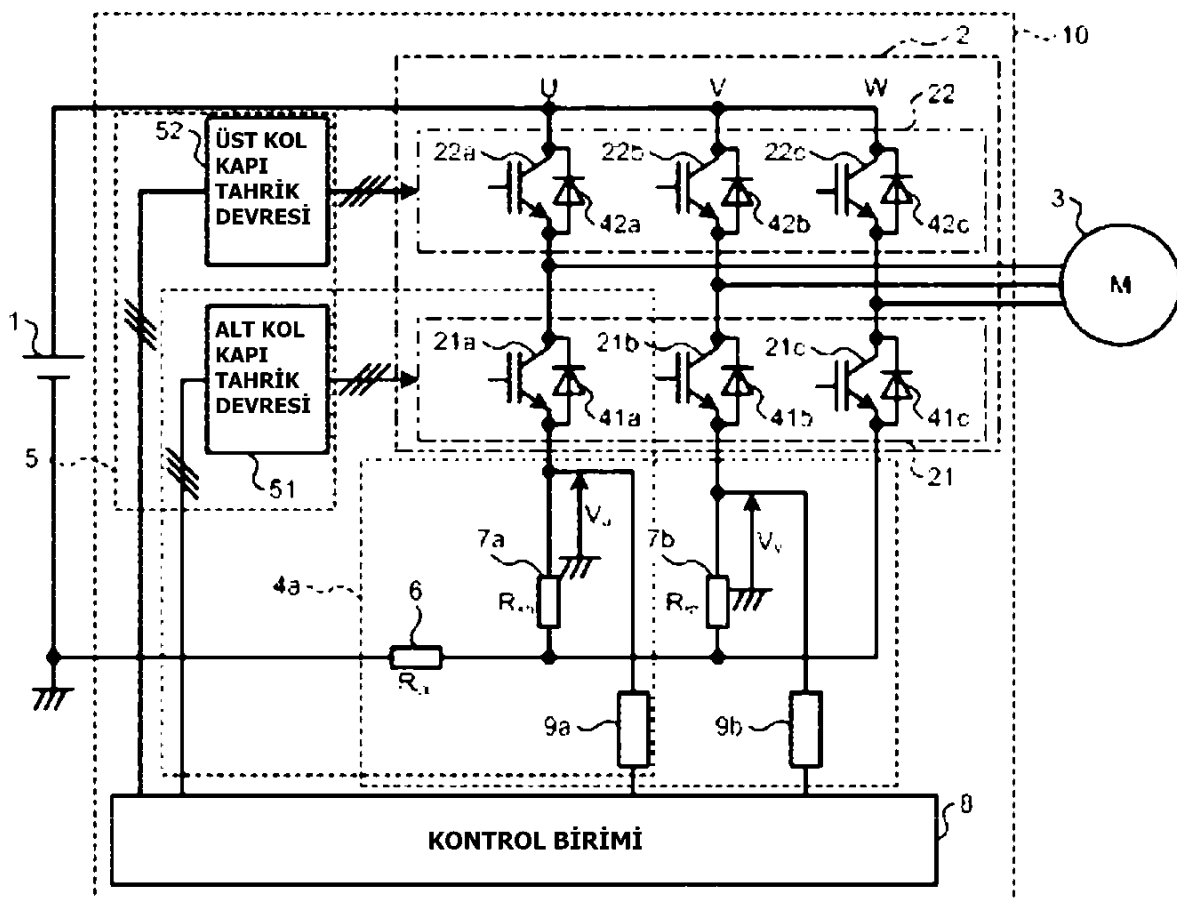 2
10
U V W
22
52
ÜST KOL
KAPI
TAHRİK
DEVRESİ
22a 22b 22c
42a 42b 42c
3
M
1
ALT KOL
KAPI
TAHRİK
DEVRESİ
21a 21b 21c
41a 41b 41c
5
51
21
7a 7b
4a
6
9a 9b
KONTROL BİRİMİ
8